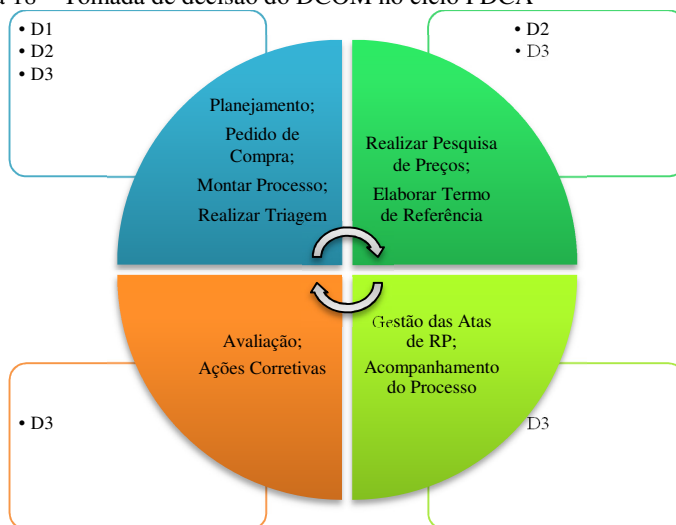 Tomada de decisão do DCOM no ciclo PDCA
• D1
• D2
• D3
• D2
• D3
Planejamento;
Pedido de
Compra;
Montar Processo;
Realizar Triagem
Realizar Pesquisa
de Preços;
Elaborar Termo
de Referência
Avaliação;
Ações Corretivas
Gestão das Atas
de RP;
Acompanhamento
do Processo
• D3
D3